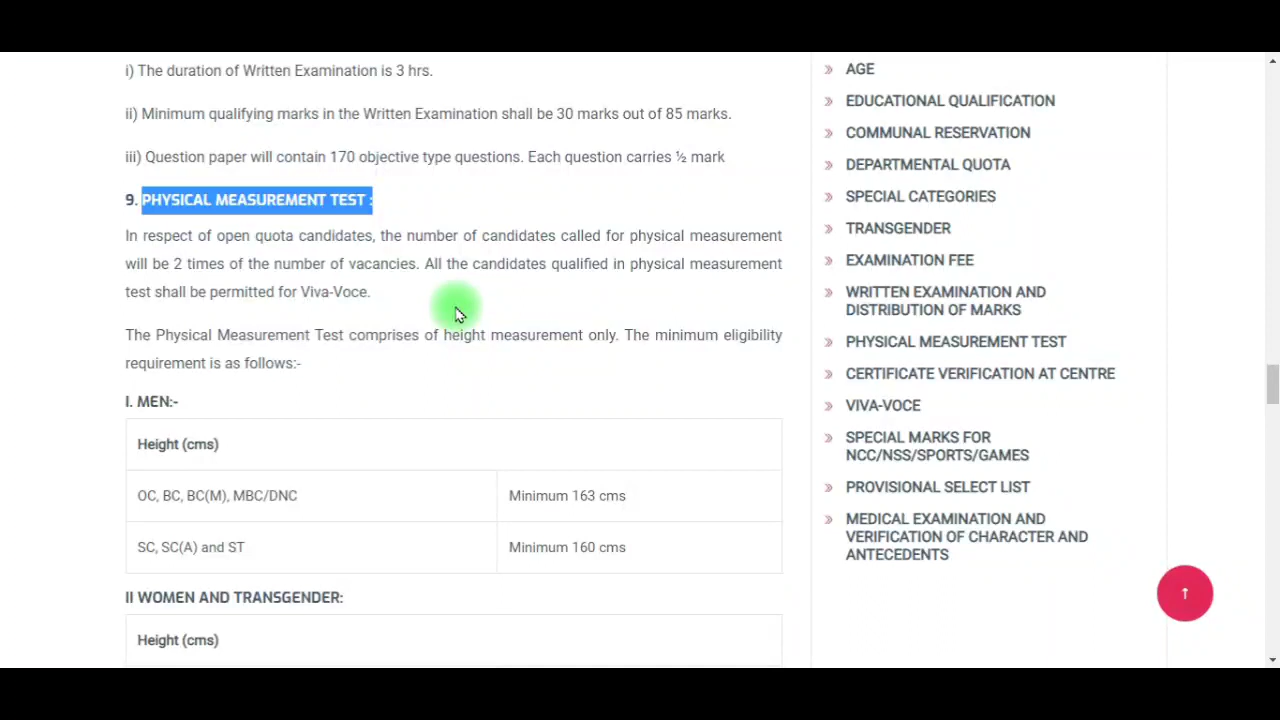 i) The duration of Written Examination is 3 hrs.
ii) Minimum qualifying marks in the Written Examination shall be 30 marks out of 85 marks.
iii) Question paper will contain 170 objective type questions. Each question carries ½ mark
9. PHYSICAL MEASUREMENT TEST :
In respect of open quota candidates, the number of candidates called for physical measurement
will be 2 times of the number of vacancies. All the candidates qualified in physical measurement
test shall be permitted for Viva-Voce.
The Physical Measurement Test comprises of height measurement only. The minimum eligibility
requirement is as follows:-
I. MEN:-
Height (cms)
OC, BC, BC(M), MBC/DNC Minimum 163 cms
SC, SC(A) and ST Minimum 160 cms
II WOMEN AND TRANSGENDER:
Height (cms)
» AGE
» EDUCATIONAL QUALIFICATION
» COMMUNAL RESERVATION
» DEPARTMENTAL QUOTA
» SPECIAL CATEGORIES
» TRANSGENDER
» EXAMINATION FEE
» WRITTEN EXAMINATION AND
DISTRIBUTION OF MARKS
» PHYSICAL MEASUREMENT TEST
» CERTIFICATE VERIFICATION AT CENTRE
» VIVA-VOCE
» SPECIAL MARKS FOR
NCC/NSS/SPORTS/GAMES
» PROVISIONAL SELECT LIST
» MEDICAL EXAMINATION AND
VERIFICATION OF CHARACTER AND
ANTECEDENTS